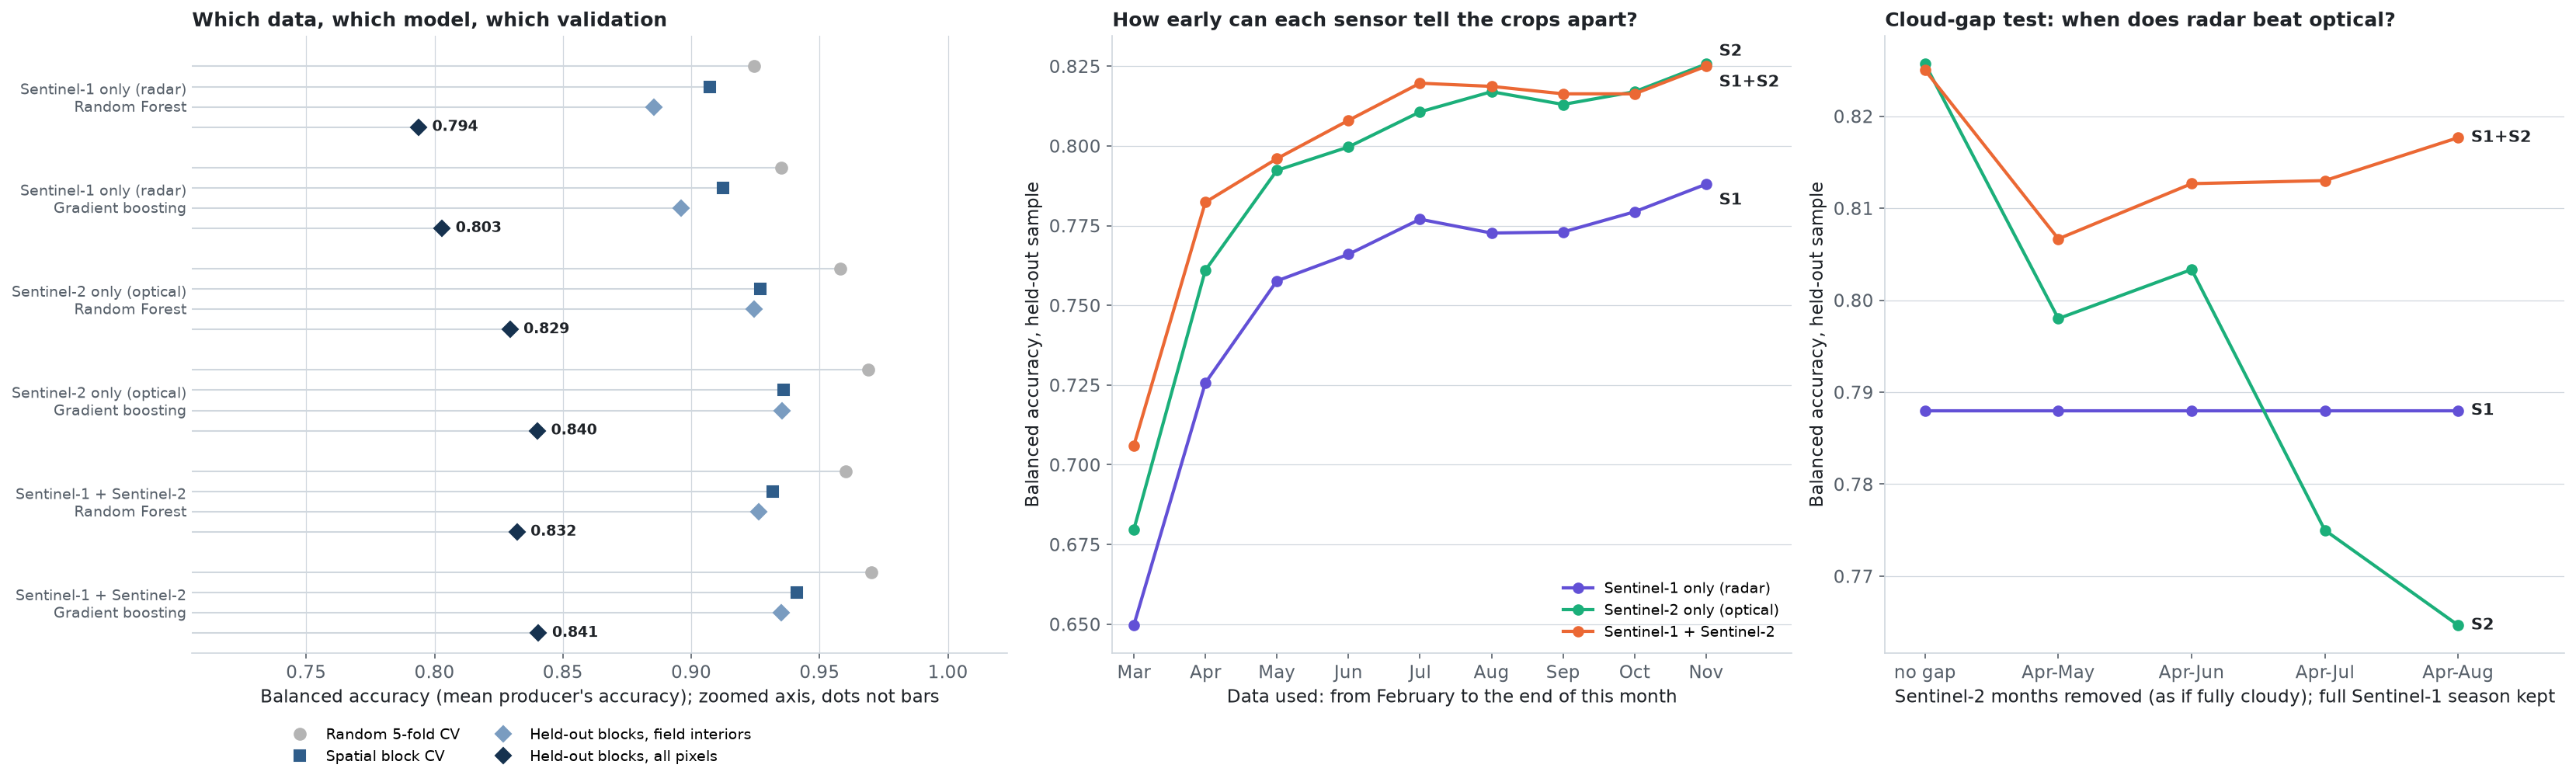 Which data, which model, which validation
Sentinel-1 only (radar)
Random Forest
0.794
Sentinel-1 only (radar)
Gradient boosting
0.803
Sentinel-2 only (optical)
Random Forest
0.829
Sentinel-2 only (optical)
Gradient boosting
0.840
Sentinel-1 + Sentinel-2
Random Forest
0.832
Sentinel-1 + Sentinel-2
Gradient boosting
0.841
0.75 0.80 0.85 0.90 0.95 1.00
Balanced accuracy (mean producer's accuracy); zoomed axis, dots not bars
Random 5-fold CV
Spatial block CV
Held-out blocks, field interiors
Held-out blocks, all pixels
How early can each sensor tell the crops apart?
Balanced accuracy, held-out sample
0.825
0.800
0.775
0.750
0.725
0.700
0.675
0.650
S2
S1+S2
S1
Sentinel-1 only (radar)
Sentinel-2 only (optical)
Sentinel-1 + Sentinel-2
Mar Apr May Jun Jul Aug Sep Oct Nov
Data used: from February to the end of this month
Cloud-gap test: when does radar beat optical?
Balanced accuracy, held-out sample
0.82
0.81
0.80
0.79
0.78
0.77
S1+S2
S1
S2
no gap Apr-May Apr-Jun Apr-Jul Apr-Aug
Sentinel-2 months removed (as if fully cloudy); full Sentinel-1 season kept